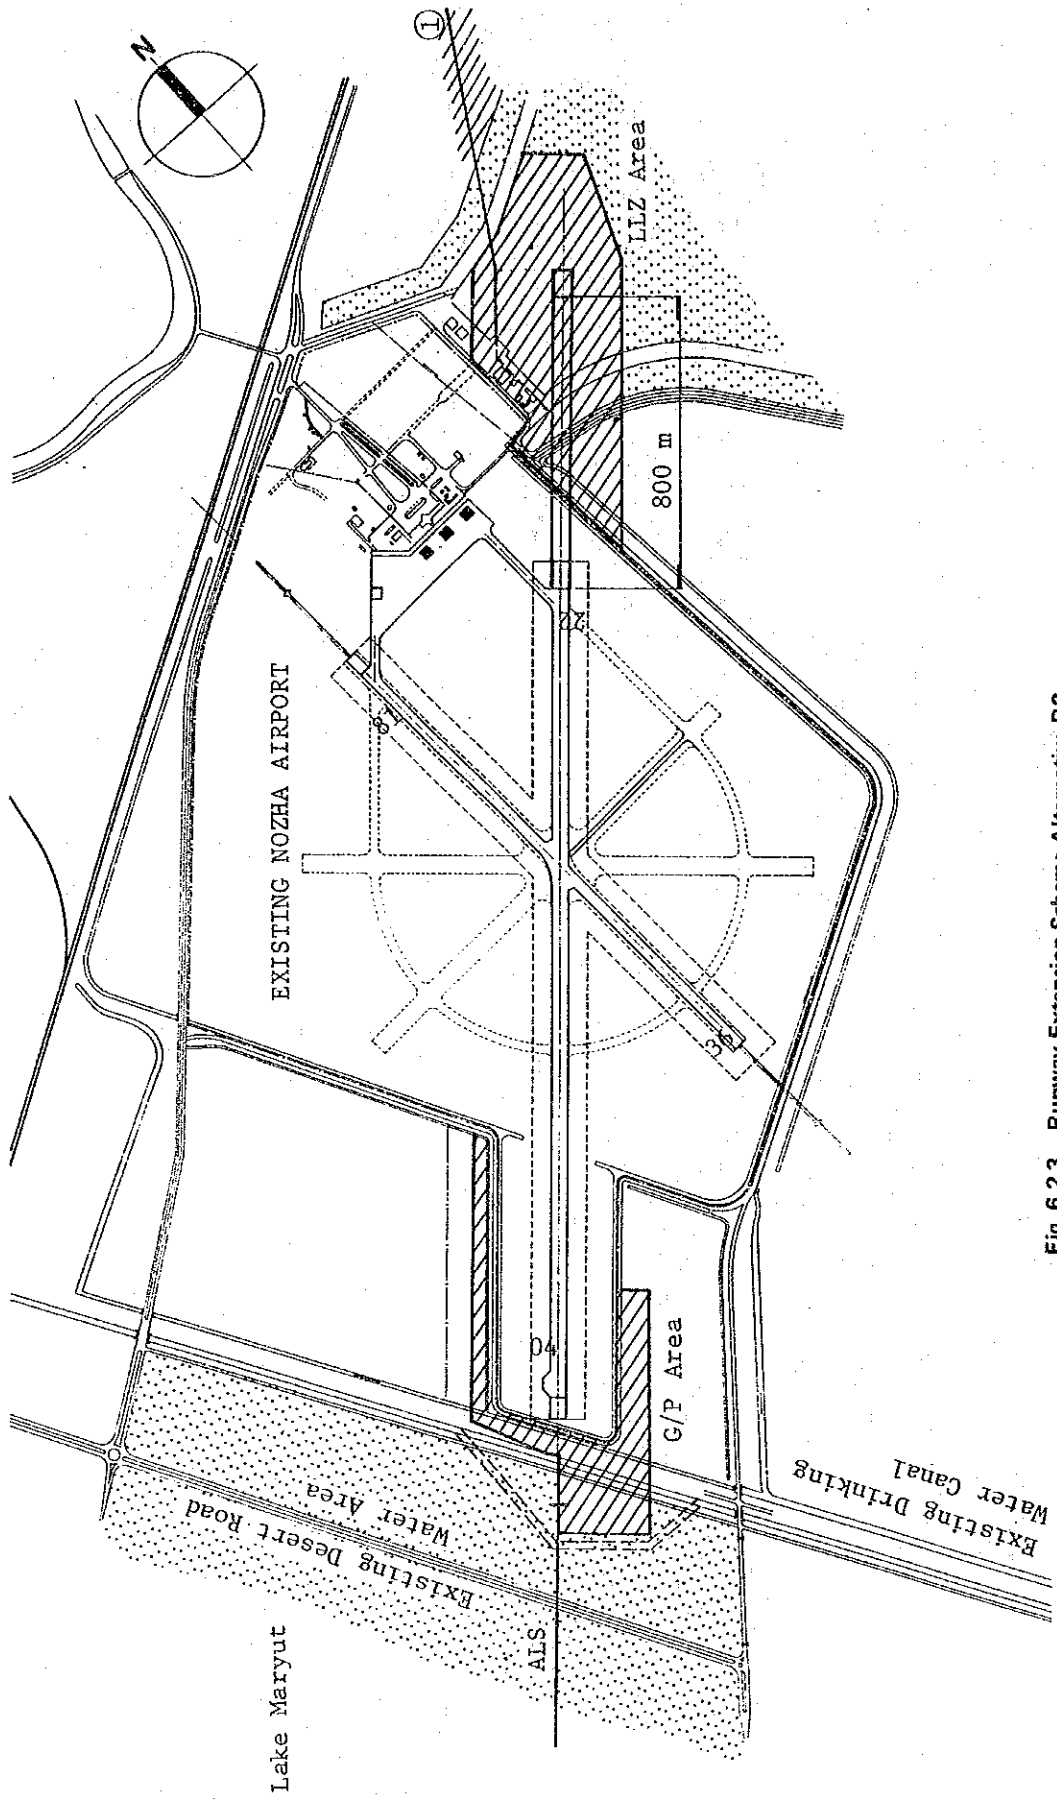 N
①
LLZ Area
800 m
EXISTING NOZHA AIRPORT
18
22
36
04
G/P Area
Existing Drinking
Water Canal
Water Area
Existing Desert Road
ALS
Lake Maryut
Fig. 6.2.3 Runway Extension Scheme Alternative